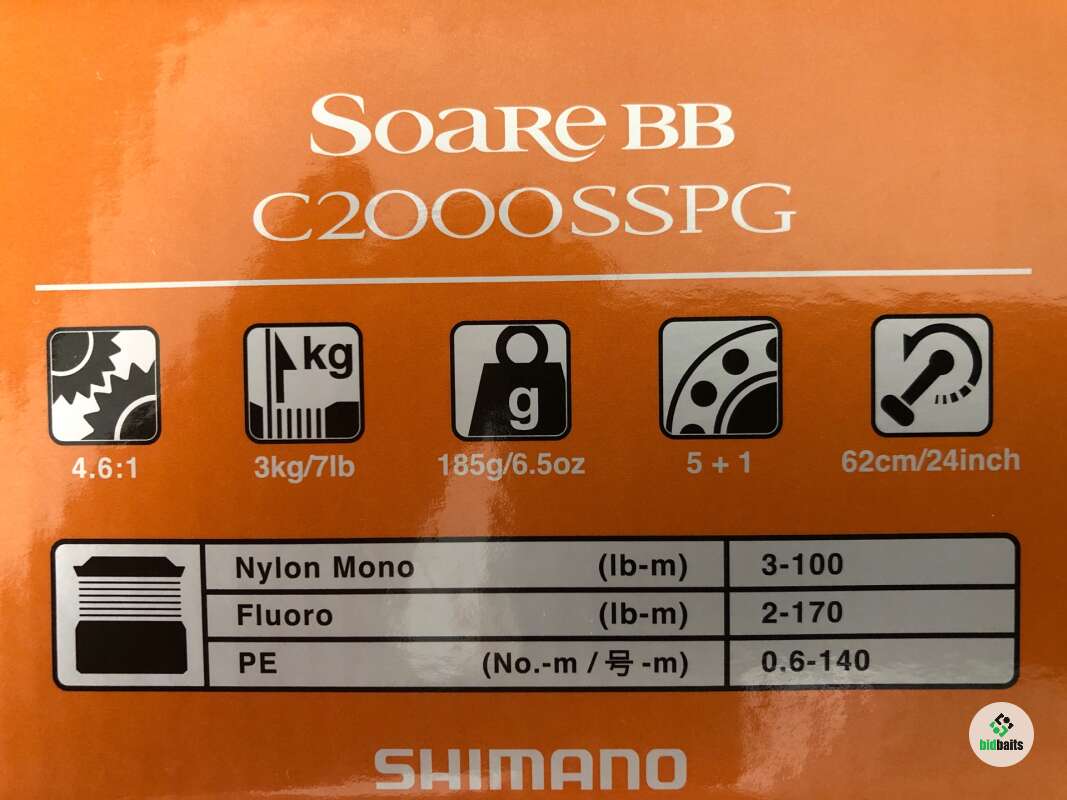 SOARE BB
C2000SSPG
kg
g
4.6:1 3kg/7lb 185g/6.5oz 5 + 1 62cm/24inch
Nylon Mono (lb-m) 3-100
Fluoro (lb-m) 2-170
PE (No.-m / 号 -m) 0.6-140
bidbaits
SHIMANO